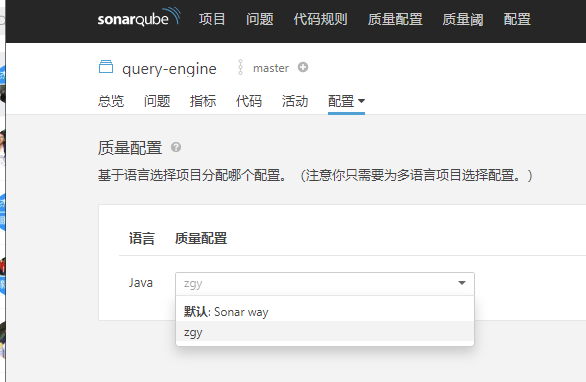 sonarqube 项目 问题 代码规则 质量配置 质量阈 配置
query-engine master
总览 问题 指标 代码 活动 配置
质量配置 ?
基于语言选择项目分配哪个配置。（注意你只需要为多语言项目选择配置。）
语言 质量配置
Java zgy
默认: Sonar way
zgy